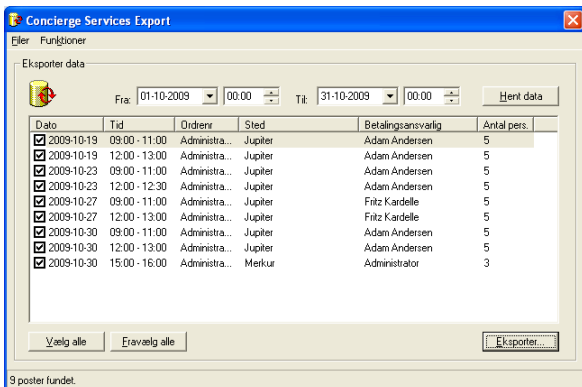 Concierge Services Export
Filer Funktioner
Eksporter data
Fra: 01-10-2009 00:00 Til: 31-10-2009 00:00 Hent data
Dato Tid Ordrenr Sted Betalingsansvarlig Antal pers.
2009-10-19 09:00 - 11:00 Administra... Jupiter Adam Andersen 5
2009-10-19 12:00 - 13:00 Administra... Jupiter Adam Andersen 5
2009-10-23 09:00 - 11:00 Administra... Jupiter Adam Andersen 5
2009-10-23 12:00 - 12:30 Administra... Jupiter Adam Andersen 5
2009-10-27 09:00 - 11:00 Administra... Jupiter Fritz Kardelle 5
2009-10-27 12:00 - 13:00 Administra... Jupiter Fritz Kardelle 5
2009-10-30 09:00 - 11:00 Administra... Jupiter Adam Andersen 5
2009-10-30 12:00 - 13:00 Administra... Jupiter Adam Andersen 5
2009-10-30 15:00 - 16:00 Administra... Merkur Administrator 3
Vælg alle Fravælg alle Eksporter...
9 poster fundet.